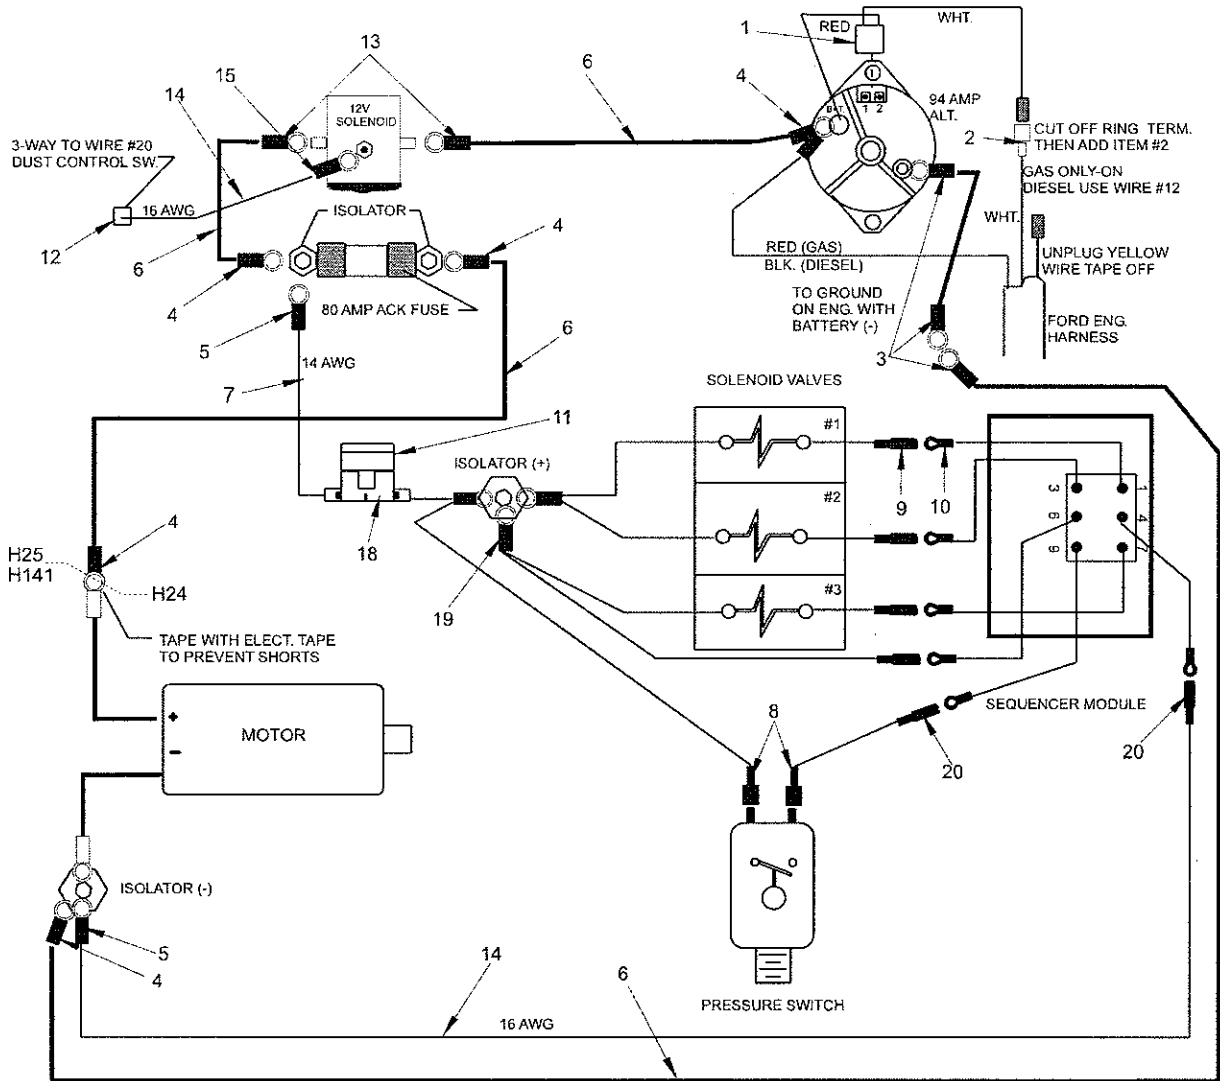 WHT.
1
RED
13
6
15
4
14
12V
SOLENOID
BAT.
1 2
94 AMP
ALT.
2
CUT OFF RING TERM.
THEN ADD ITEM #2
3-WAY TO WIRE #20
DUST CONTROL SW.
GAS ONLY-ON
DIESEL USE WIRE #12
16 AWG
ISOLATOR
4
WHT.
12
6
RED (GAS)
BLK. (DIESEL)
UNPLUG YELLOW
WIRE TAPE OFF
4
80 AMP ACK FUSE
TO GROUND
ON ENG. WITH
BATTERY (-)
5
6
FORD ENG.
HARNESS
3
14 AWG
7
SOLENOID VALVES
11
#1
ISOLATOR (+)
9
10
3
1
#2
18
6
4
4
9
7
H25
H141
H24
19
#3
TAPE WITH ELECT. TAPE
TO PREVENT SHORTS
+
MOTOR
-
8
SEQUENCER MODULE
20
20
ISOLATOR (-)
5
4
14
6
PRESSURE SWITCH
16 AWG